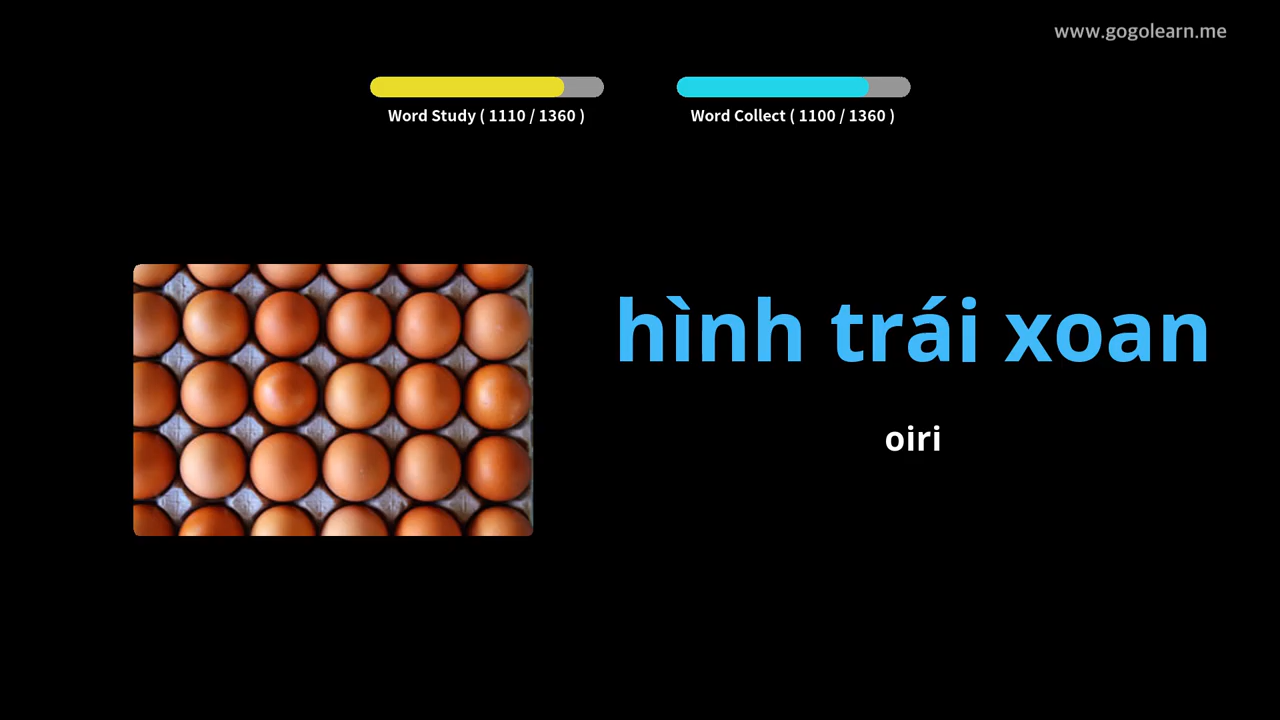 www.gogolearn.me
Word Study ( 1110 / 1360 )
Word Collect ( 1100 / 1360 )
hình trái xoan
oiri